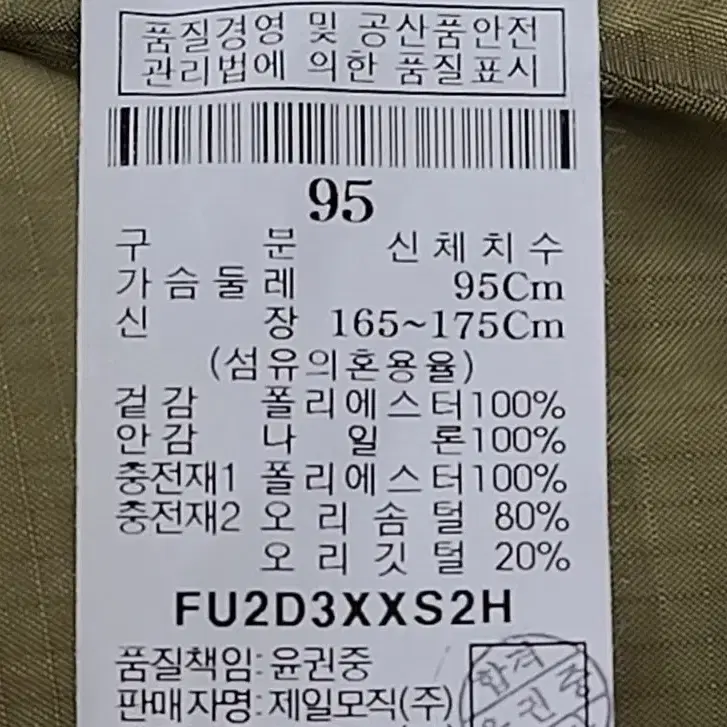 품질경영 및 공산품안전
관리법에 의한 품질표시
95
구 분 신체치수
가슴둘레 95Cm
신 장 165~175Cm
(섬유의혼용율)
겉감 폴리에스터100%
안감 나일론100%
충전재1 폴리에스터100%
충전재2 오리솜털 80%
오리깃털 20%
FU2D3XXS2H
품질책임:윤권중
판매자명:제일모직(주)
합격
권중